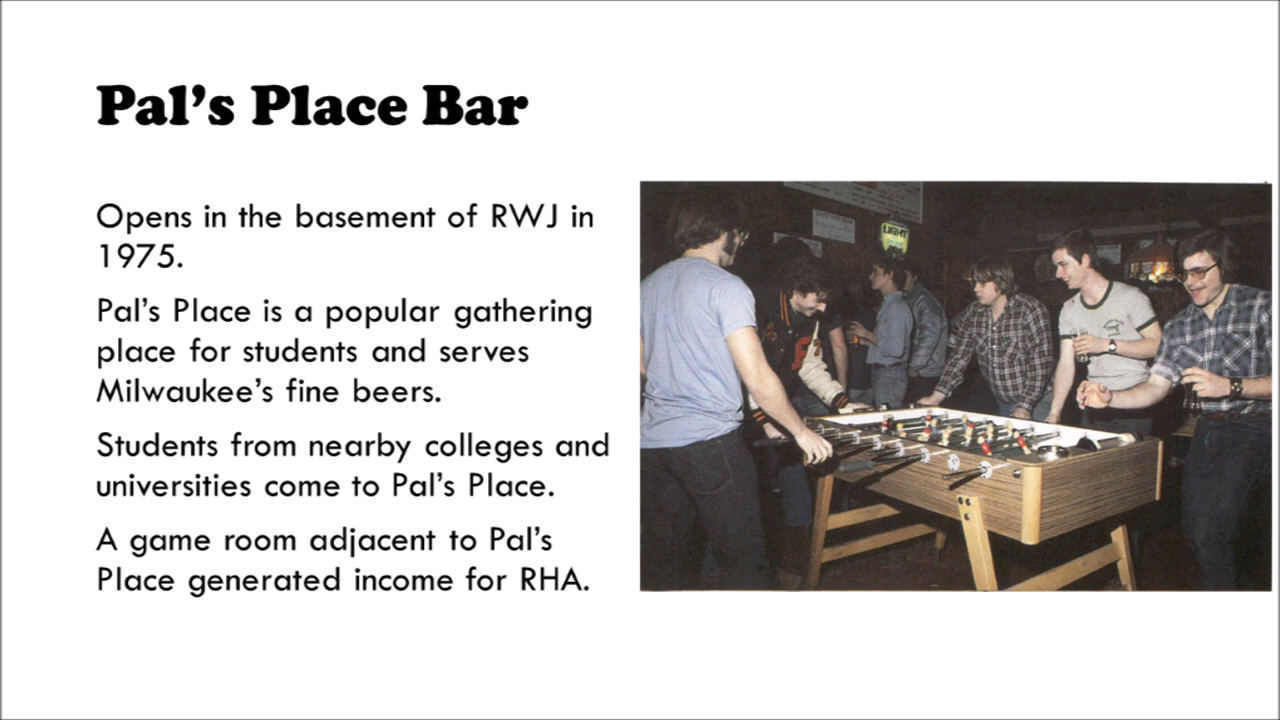 Pal’s Place Bar
Opens in the basement of RWJ in
1975.
Pal’s Place is a popular gathering
place for students and serves
Milwaukee’s fine beers.
Students from nearby colleges and
universities come to Pal’s Place.
A game room adjacent to Pal’s
Place generated income for RHA.
LIGHT